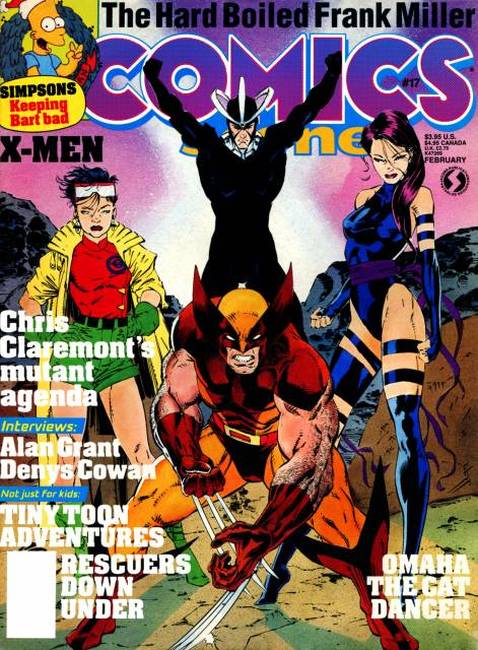 The Hard Boiled Frank Miller
COMICS
#17
SIMPSONS
Keeping
Bart bad
$3.95 U.S.
$4.95 CANADA
FEBRUARY
X-MEN
Chris
Claremont's
mutant
agenda
Interviews:
Alan Grant
Denys Cowan
Not just for kids:
TINY TOON
ADVENTURES
RESCUERS
DOWN
UNDER
OMAHA
THE CAT
DANCER